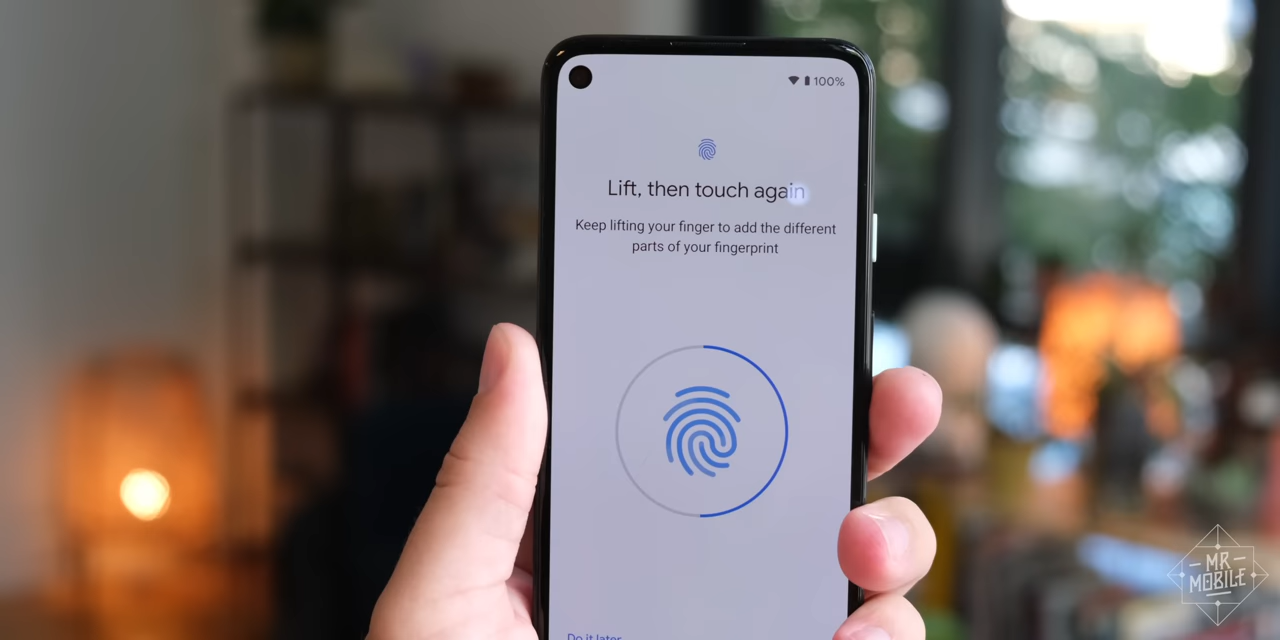 100%
Lift, then touch again
Keep lifting your finger to add the different
parts of your fingerprint
Do it later
MR
MOBILE